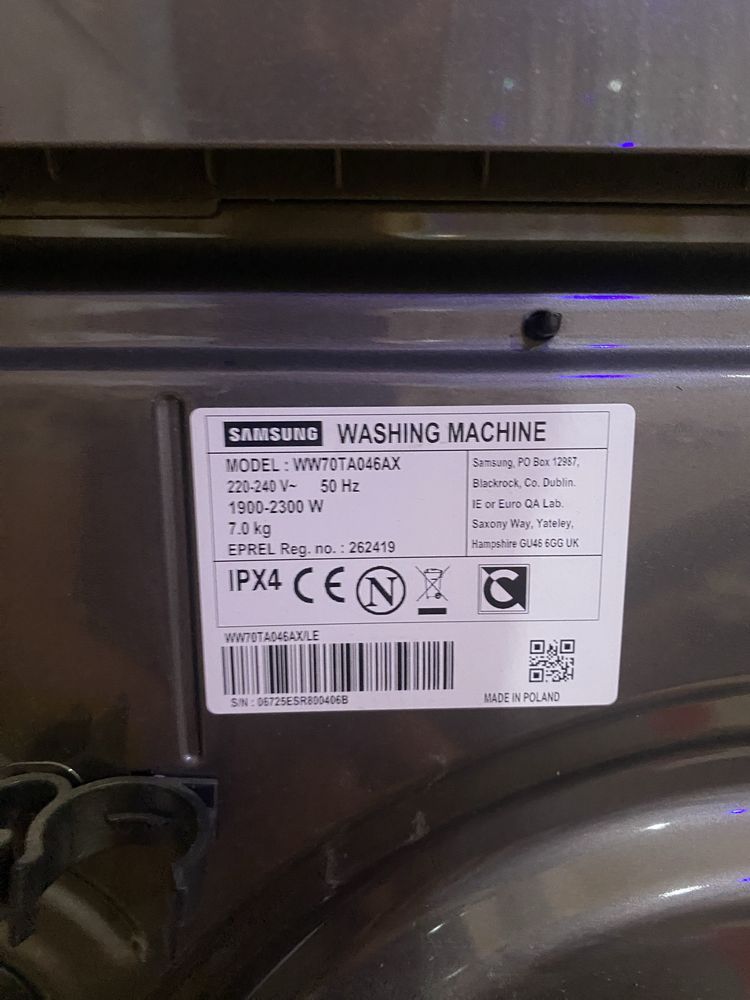 SAMSUNG WASHING MACHINE
MODEL : WW70TA046AX
220-240 V~ 50 Hz
1900-2300 W
7.0 kg
EPREL Reg. no. : 262419
Samsung, PO Box 12987,
Blackrock, Co. Dublin.
IE or Euro QA Lab.
Saxony Way, Yateley,
Hampshire GU46 6GG UK
IPX4 CE N
WW70TA046AX/LE
S/N : 06725ESR800406B
MADE IN POLAND